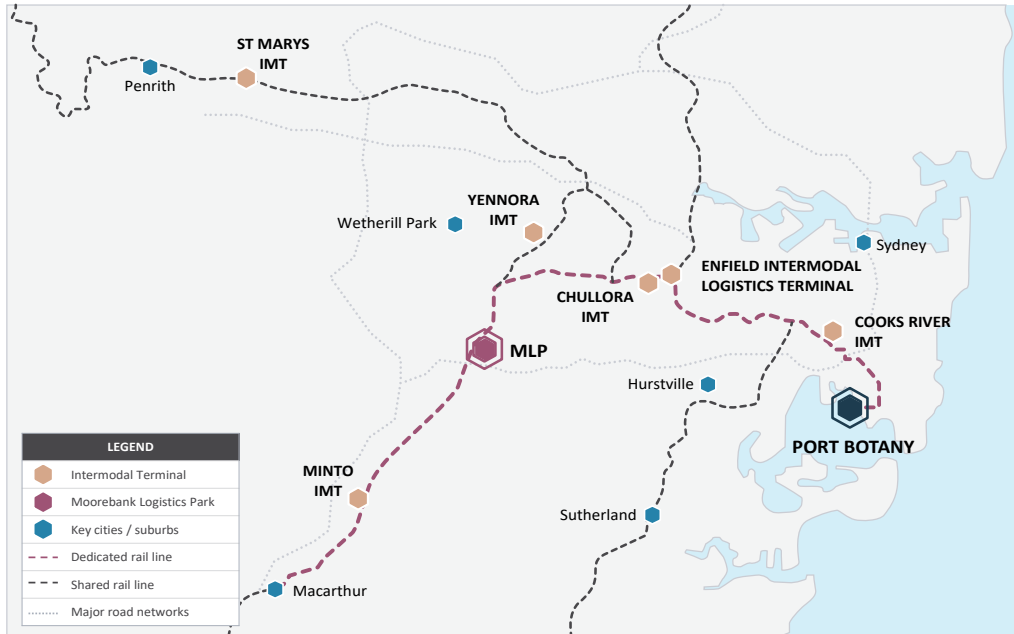 ST MARYS
IMT
Penrith
YENNORA
IMT
Wetherill Park
Sydney
ENFIELD INTERMODAL
LOGISTICS TERMINAL
CHULLORA
IMT
COOKS RIVER
IMT
MLP
Hurstville
PORT BOTANY
MINTO
IMT
Sutherland
Macarthur
LEGEND
Intermodal Terminal
Moorebank Logistics Park
Key cities / suburbs
Dedicated rail line
Shared rail line
Major road networks